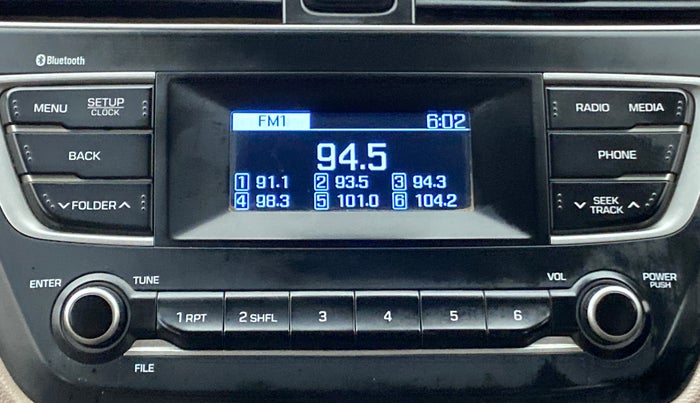 Bluetooth
MENU SETUP CLOCK
RADIO MEDIA
FM1 6:02
BACK
94.5
PHONE
1 91.1 2 93.5 3 94.3
FOLDER
4 98.3 5 101.0 6 104.2
SEEK TRACK
ENTER TUNE
VOL POWER PUSH
1 RPT 2 SHFL 3 4 5 6
FILE